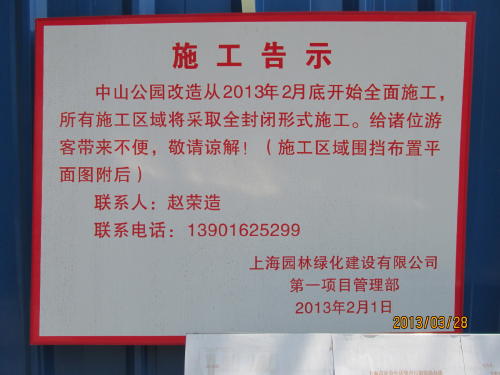 施工告示
中山公园改造从2013年2月底开始全面施工，
所有施工区域将采取全封闭形式施工。给诸位游
客带来不便，敬请谅解！（施工区域围挡布置平
面图附后）
联系人：赵荣造
联系电话：13901625299
上海园林绿化建设有限公司
第一项目管理部
2013年2月1日
2013/03/28